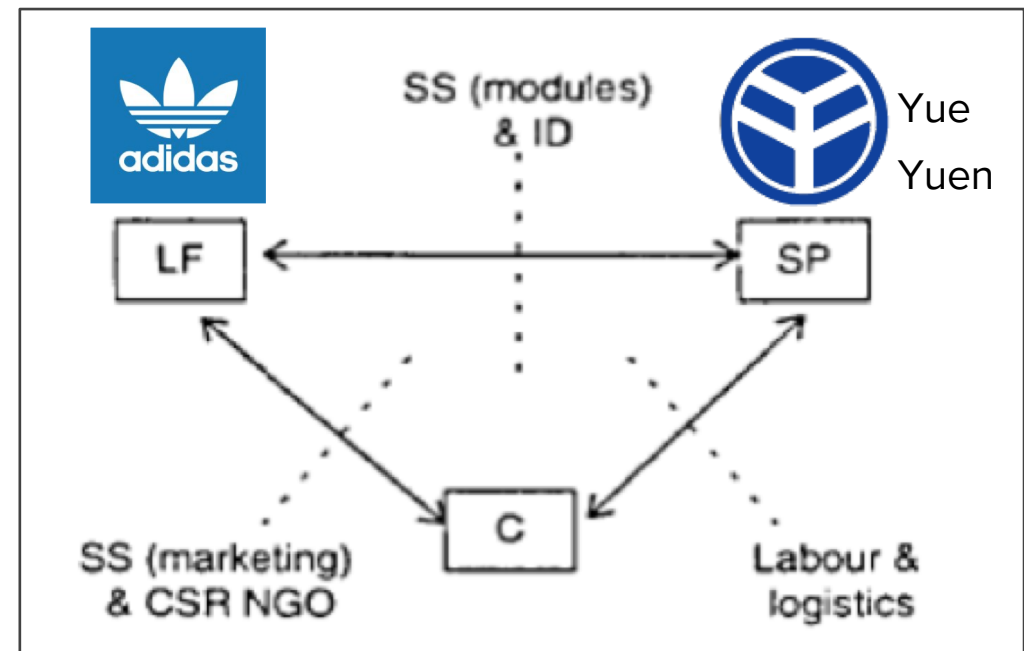 adidas
SS (modules)
& ID
Yue
Yuen
LF
SP
C
SS (marketing)
& CSR NGO
Labour &
logistics